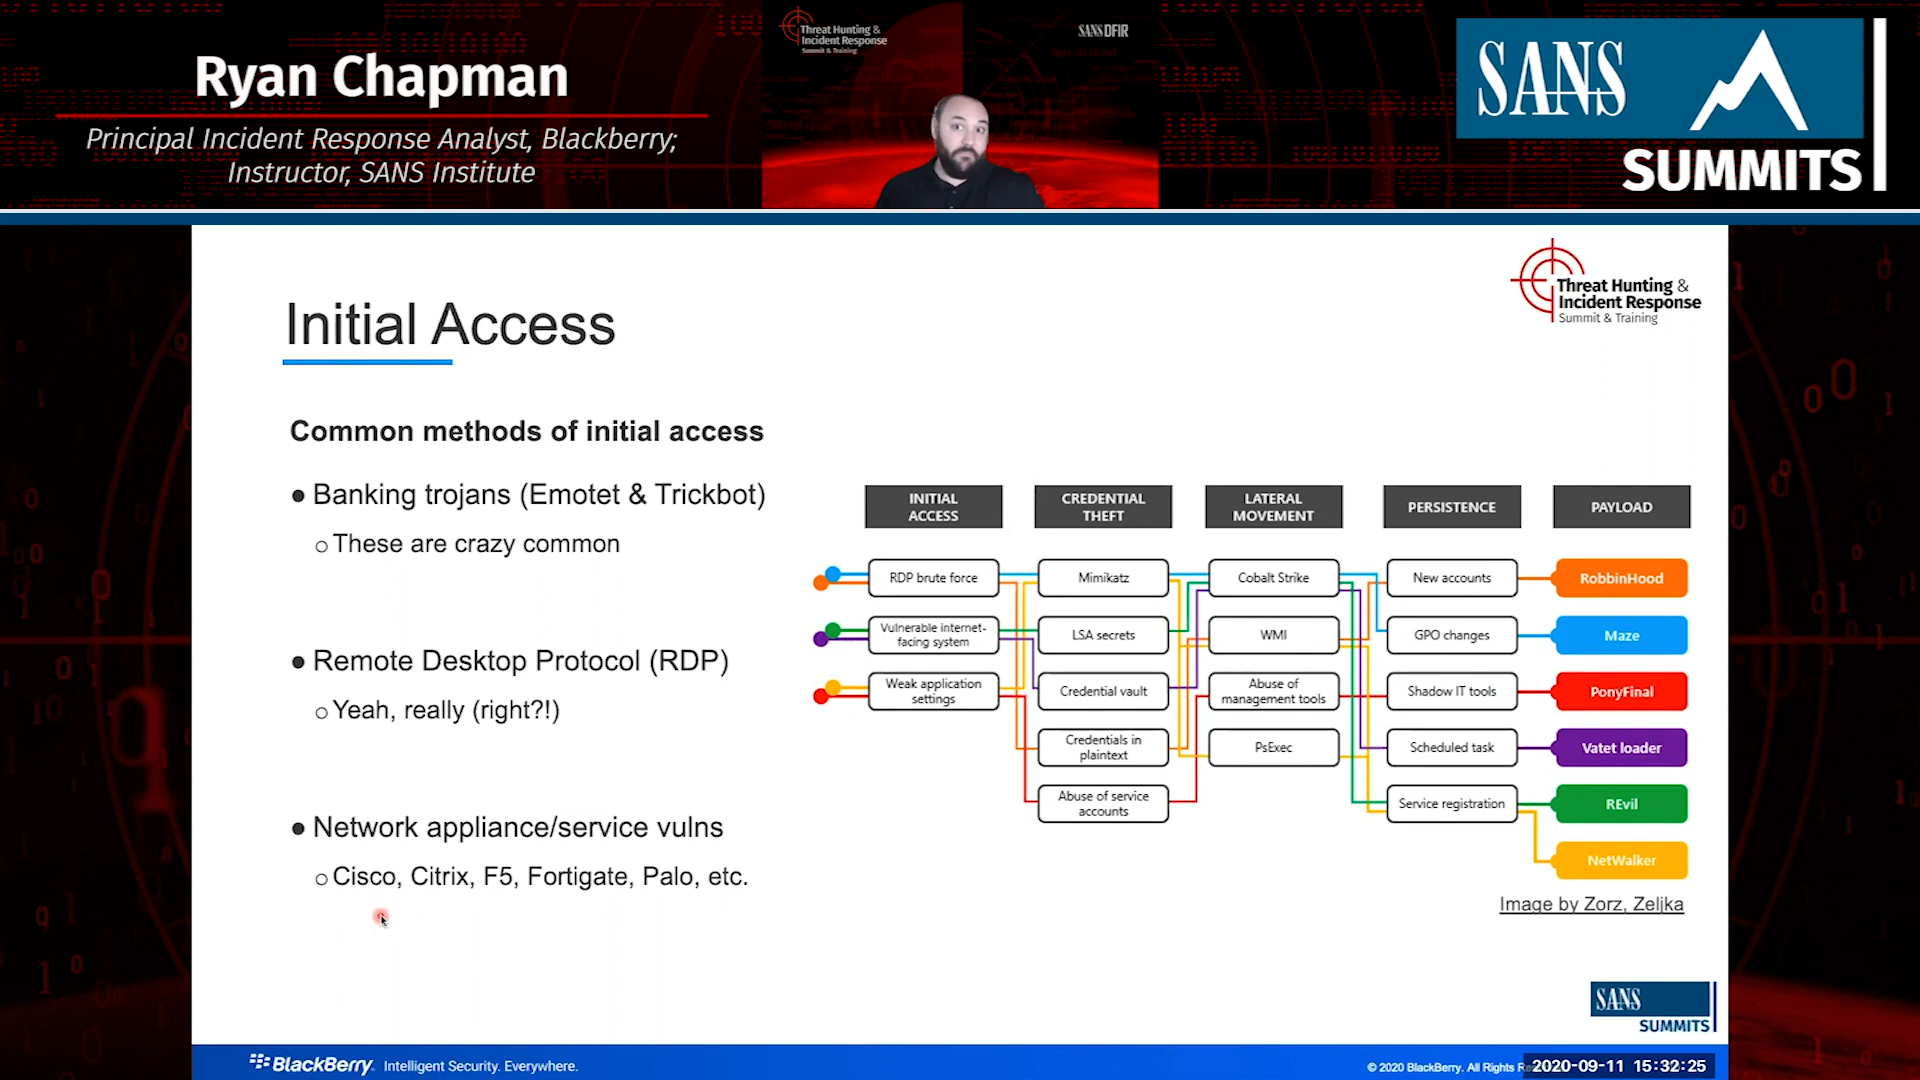 Ryan Chapman
Principal Incident Response Analyst, Blackberry;
Instructor, SANS Institute
Threat Hunting &
Incident Response
Summit & Training
SANS DFIR
SANS
SUMMITS
Threat Hunting &
Incident Response
Summit & Training
Initial Access
Common methods of initial access
● Banking trojans (Emotet & Trickbot)
o These are crazy common
● Remote Desktop Protocol (RDP)
o Yeah, really (right?!)
● Network appliance/service vulns
o Cisco, Citrix, F5, Fortigate, Palo, etc.
INITIAL
ACCESS
CREDENTIAL
THEFT
LATERAL
MOVEMENT
PERSISTENCE
PAYLOAD
RDP brute force
Mimikatz
Cobalt Strike
New accounts
RobbinHood
Vulnerable internet-
facing system
LSA secrets
WMI
GPO changes
Maze
Weak application
settings
Credential vault
Abuse of
management tools
Shadow IT tools
PonyFinal
Credentials in
plaintext
PsExec
Scheduled task
Vatet loader
Abuse of service
accounts
Service registration
REvil
NetWalker
Image by Zorz, Zeljka
SANS
SUMMITS
BlackBerry. Intelligent Security. Everywhere.
© 2020 BlackBerry. All Rights
2020-09-11 15:32:25